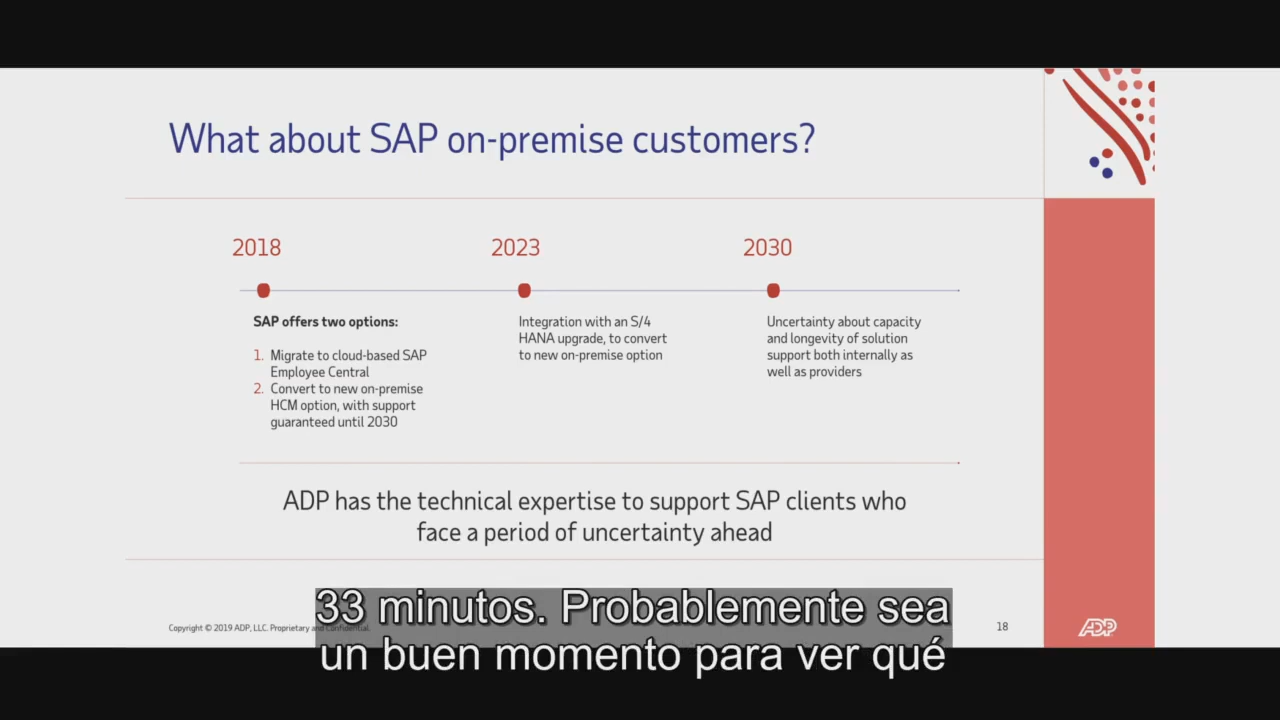 What about SAP on-premise customers?
2018
2023
2030
SAP offers two options:
1. Migrate to cloud-based SAP
Employee Central
2. Convert to new on-premise
HCM option, with support
guaranteed until 2030
Integration with an S/4
HANA upgrade, to convert
to new on-premise option
Uncertainty about capacity
and longevity of solution
support both internally as
well as providers
ADP has the technical expertise to support SAP clients who
face a period of uncertainty ahead
33 minutos. Probablemente sea
un buen momento para ver qué
Copyright © 2019 ADP, LLC. Proprietary and Confidential.
18
ADP